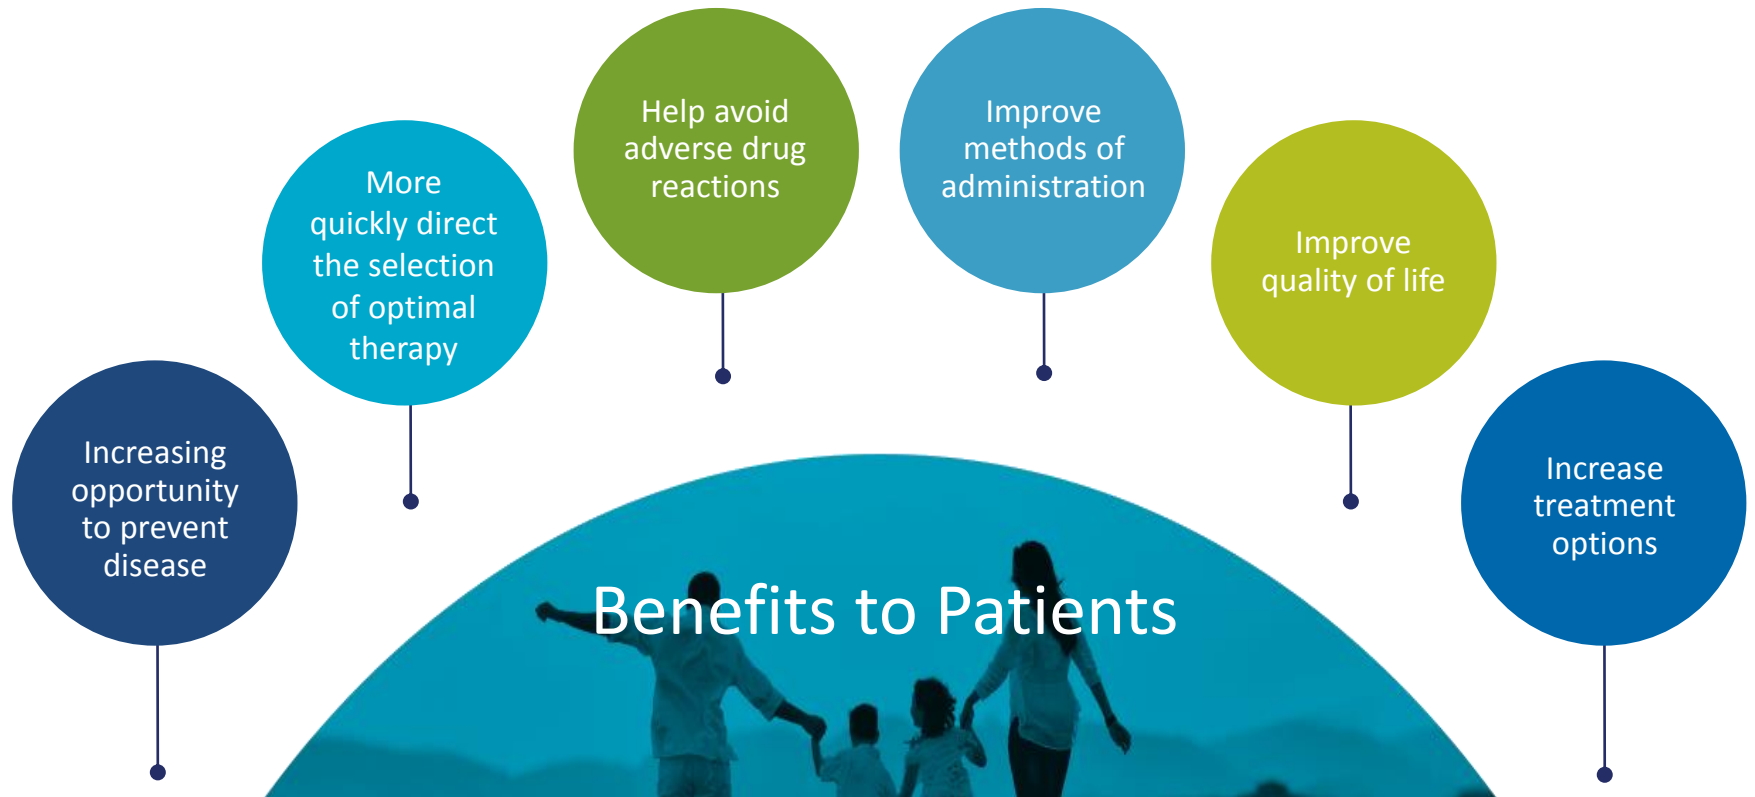 Increasing
opportunity
to prevent
disease
More
quickly direct
the selection
of optimal
therapy
Help avoid
adverse drug
reactions
Improve
methods of
administration
Improve
quality of life
Increase
treatment
options
Benefits to Patients